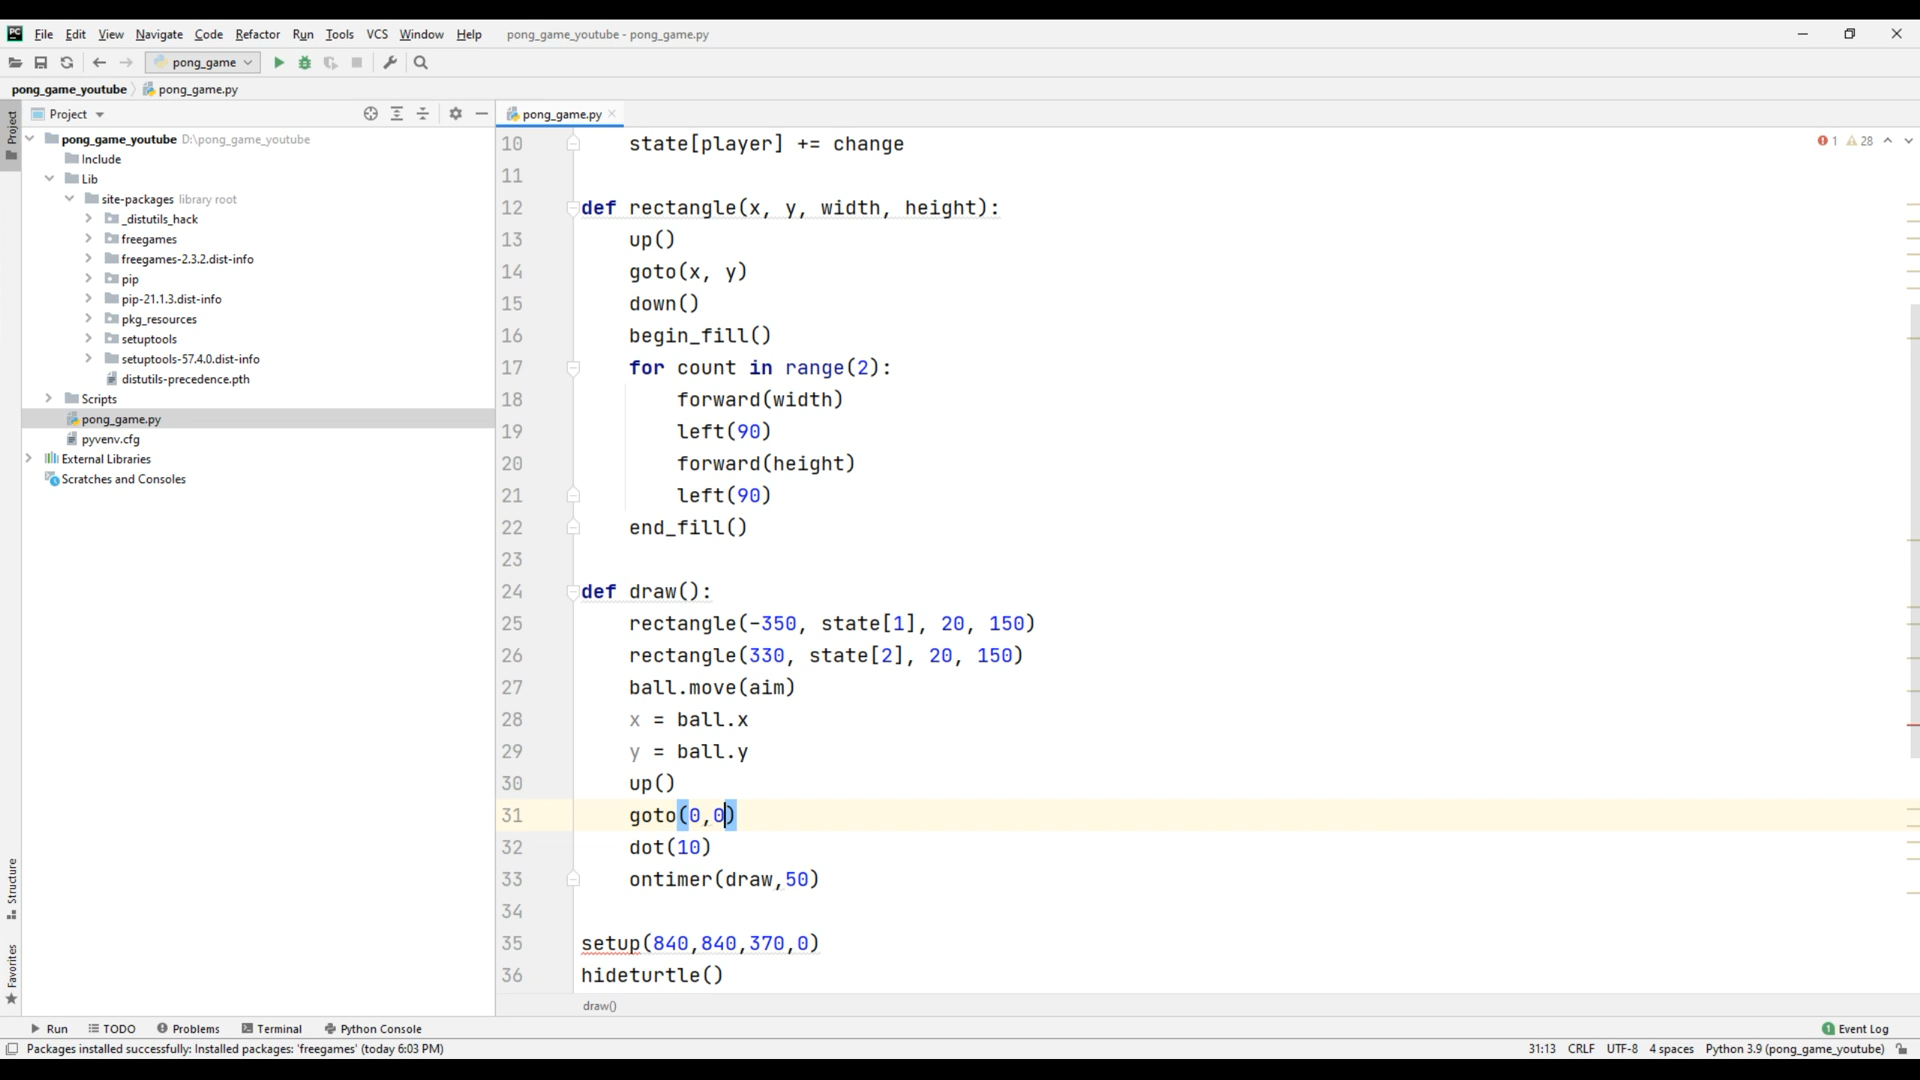 PC File Edit View Navigate Code Refactor Run Tools VCS Window Help pong_game_youtube - pong_game.py
pong_game
pong_game_youtube pong_game.py
Project
Project
pong_game.py
pong_game_youtube D:\pong_game_youtube
Include
Lib
site-packages library root
_distutils_hack
freegames
freegames-2.3.2.dist-info
pip
pip-21.1.3.dist-info
pkg_resources
setuptools
setuptools-57.4.0.dist-info
distutils-precedence.pth
Scripts
pong_game.py
pyvenv.cfg
External Libraries
Scratches and Consoles
Structure
Favorites
1 28
10 state[player] += change
11
12 def rectangle(x, y, width, height):
13 up()
14 goto(x, y)
15 down()
16 begin_fill()
17 for count in range(2):
18 forward(width)
19 left(90)
20 forward(height)
21 left(90)
22 end_fill()
23
24 def draw():
25 rectangle(-350, state[1], 20, 150)
26 rectangle(330, state[2], 20, 150)
27 ball.move(aim)
28 x = ball.x
29 y = ball.y
30 up()
31 goto(0,0)
32 dot(10)
33 ontimer(draw,50)
34
35 setup(840,840,370,0)
36 hideturtle()
draw()
Run TODO Problems Terminal Python Console 1 Event Log
Packages installed successfully: Installed packages: 'freegames' (today 6:03 PM) 31:13 CRLF UTF-8 4 spaces Python 3.9 (pong_game_youtube)